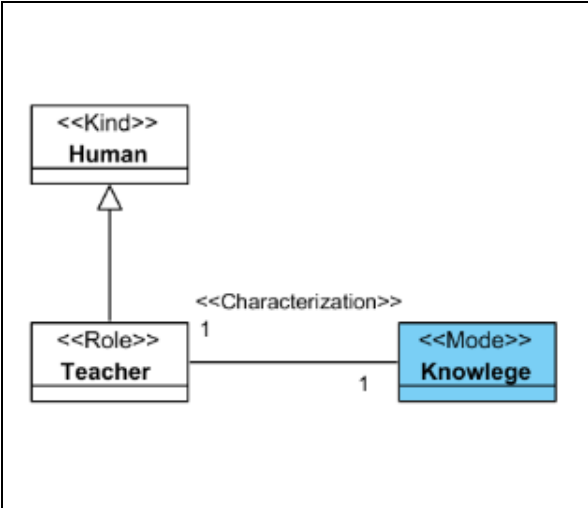 <<Kind>>
Human
<<Characterization>>
<<Role>>
Teacher
1
1
<<Mode>>
Knowlege